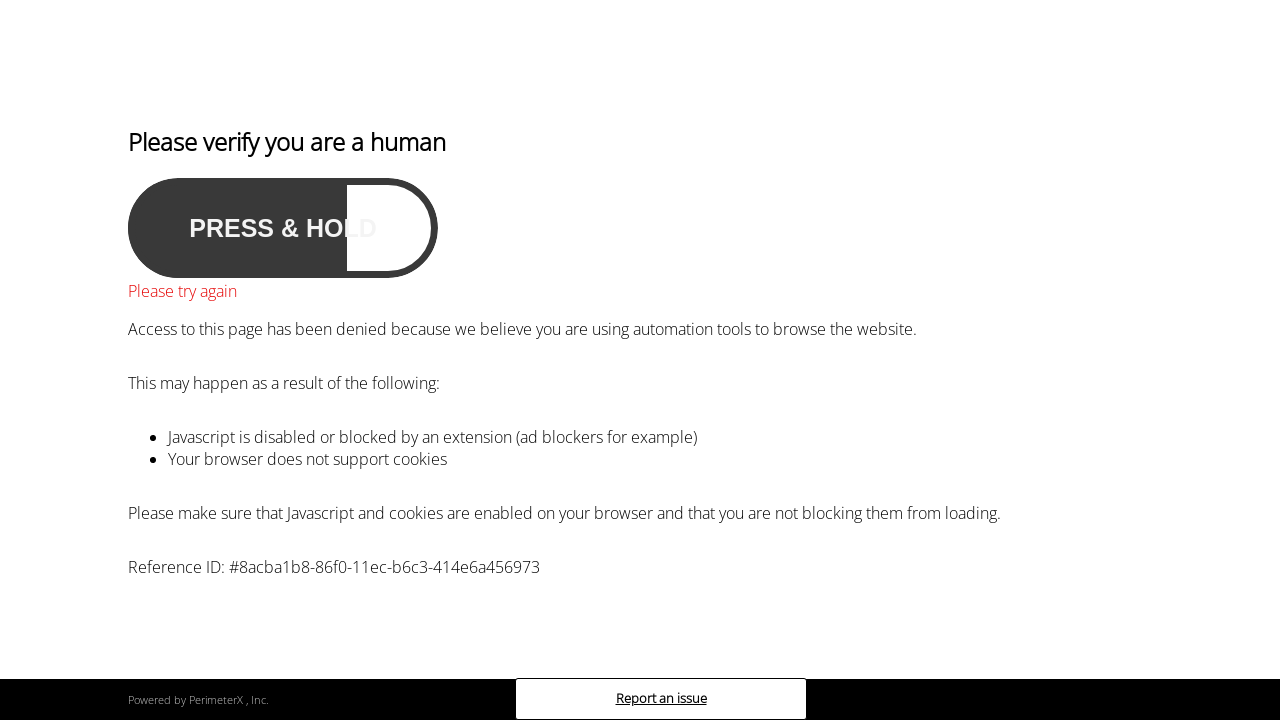 Please verify you are a human
PRESS & HOLD
Please try again
Access to this page has been denied because we believe you are using automation tools to browse the website.
This may happen as a result of the following:
Javascript is disabled or blocked by an extension (ad blockers for example)
Your browser does not support cookies
Please make sure that Javascript and cookies are enabled on your browser and that you are not blocking them from loading.
Reference ID: #8acba1b8-86f0-11ec-b6c3-414e6a456973
Powered by PerimeterX , Inc.
Report an issue